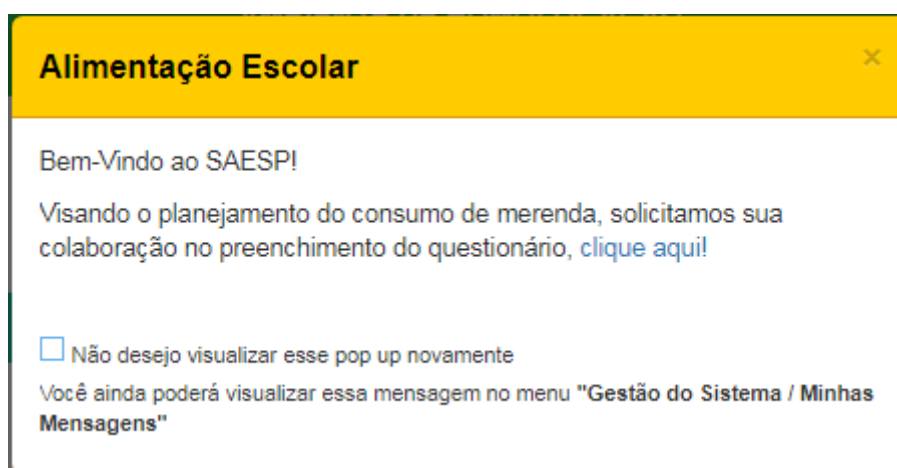 Alimentação Escolar ×
Bem-Vindo ao SAESP!
Visando o planejamento do consumo de merenda, solicitamos sua
colaboração no preenchimento do questionário, clique aqui!
Não desejo visualizar esse pop up novamente
Você ainda poderá visualizar essa mensagem no menu "Gestão do Sistema / Minhas
Mensagens"